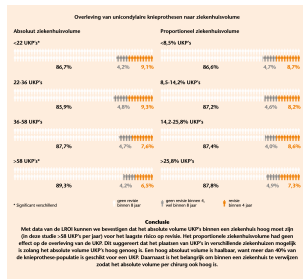 Overleving van unicondylaire knieprothesen naar ziekenhuisvolume
Absoluut ziekenhuisvolume
Proportioneel ziekenhuisvolume
<22 UKP's*
<8,5% UKP's
86,7% 4,2% 9,1%
86,6% 4,7% 8,7%
22-36 UKP's
8,5-14,2% UKP's
85,9% 4,8% 9,3%
87,2% 4,6% 8,2%
36-58 UKP's
14,2-25,8% UKP's
87,7% 4,7% 7,6%
87,4% 4,0% 8,6%
>58 UKP's*
>25,8% UKP's
89,3% 4,2% 6,5%
87,8% 4,9% 7,3%
* Significant verschillend
geen revisie
binnen 8 jaar
geen revisie binnen 4,
wel binnen 8 jaar
revisie
binnen 4 jaar
Conclusie
Met data van de LROI kunnen we bevestigen dat het absolute volume UKP's binnen een ziekenhuis hoog moet zijn
(in deze studie >58 UKP's per jaar) voor het laagste risico op revisie. Het proportionele ziekenhuisvolume had geen
effect op de overleving van de UKP. Dit suggereert dat het plaatsen van UKP's in verschillende ziekenhuizen mogelijk
is zolang het absolute volume UKP's hoog genoeg is. Een hoog absoluut volume is haalbaar, want meer dan 40% van
de knieprothese-populatie is geschikt voor een UKP. Daarnaast is het belangrijk om binnen een ziekenhuis te verwijzen
zodat het absolute volume per chirurg ook hoog is.